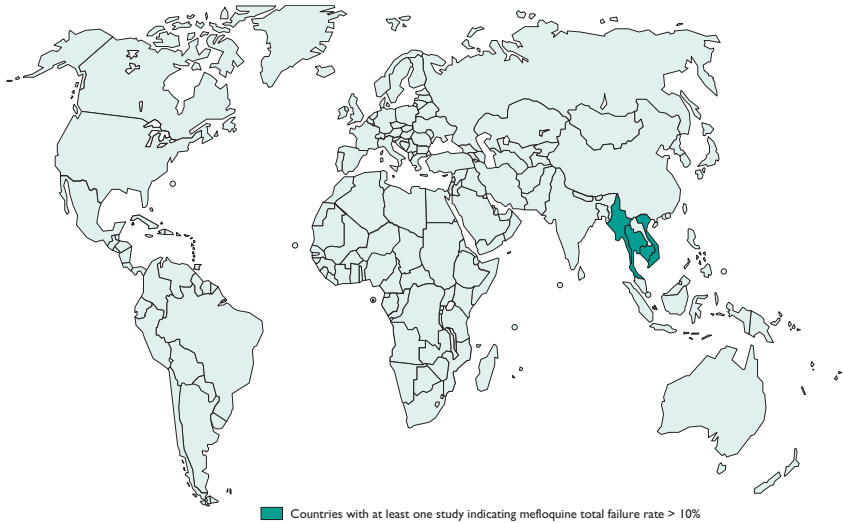 Countries with at least one study indicating mefloquine total failure rate > 10%